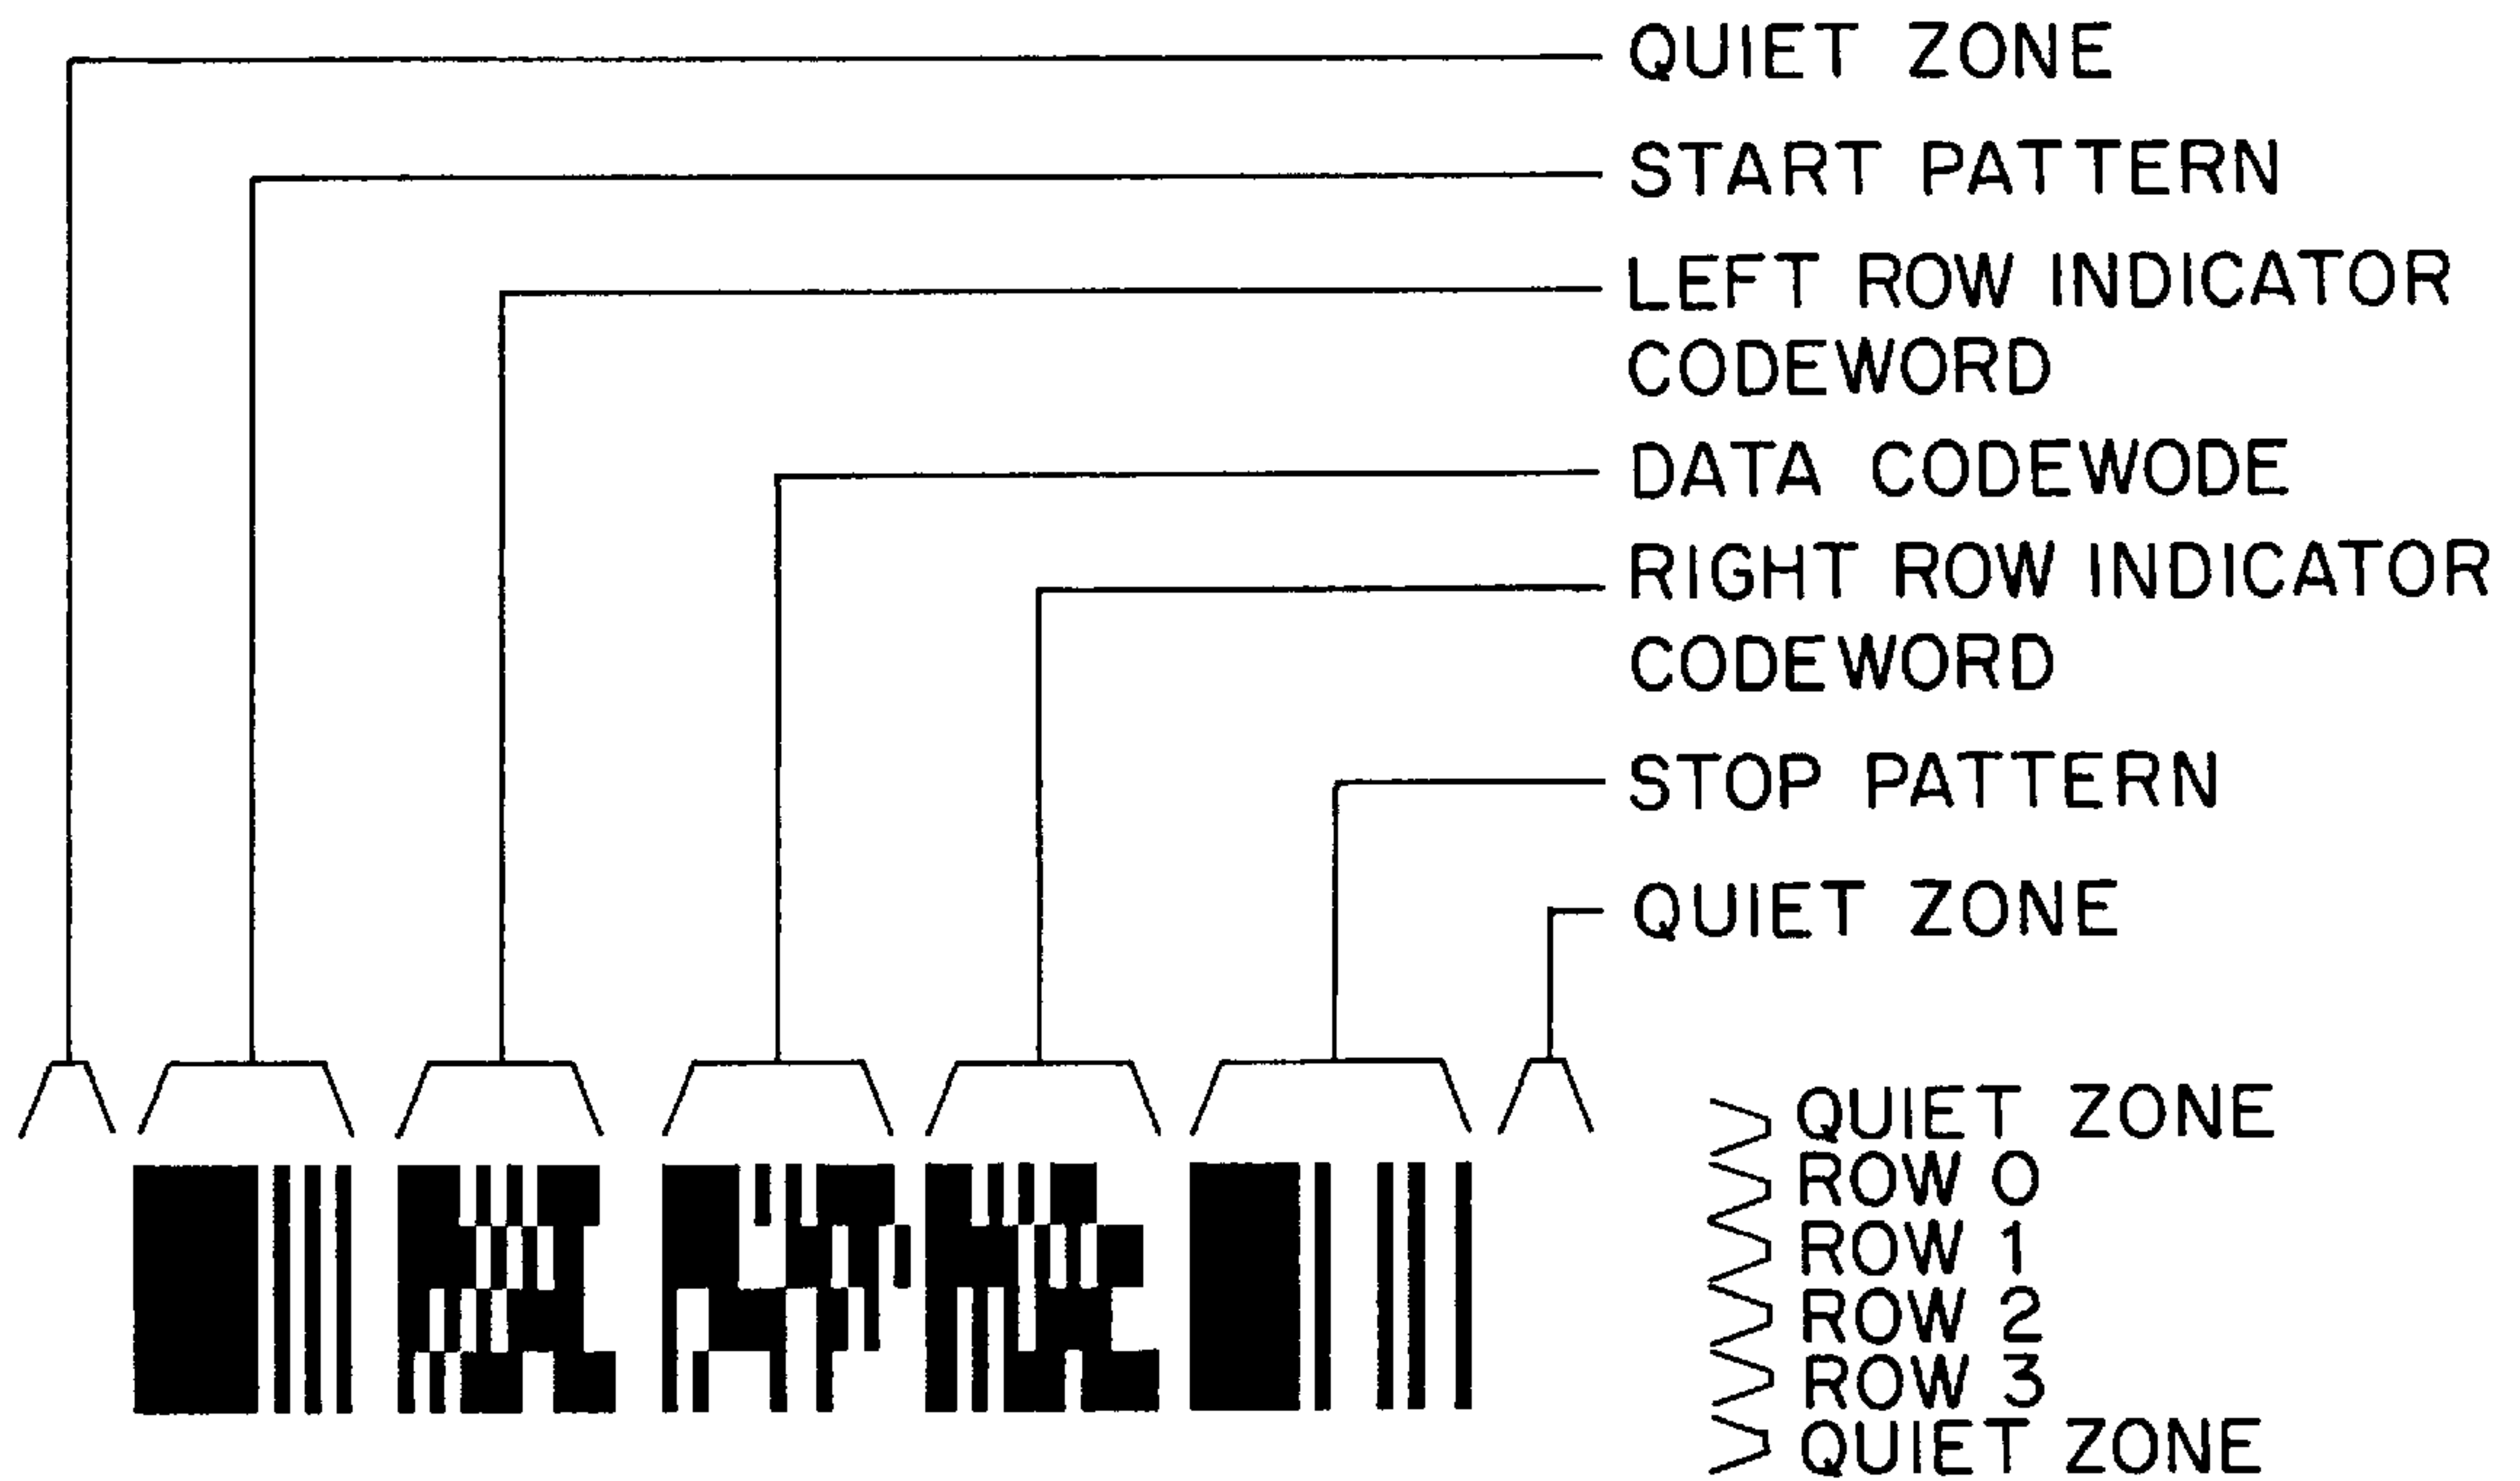 QUIET ZONE
START PATTERN
LEFT ROW INDICATOR
CODEWORD
DATA CODEWODE
RIGHT ROW INDICATOR
CODEWORD
STOP PATTERN
QUIET ZONE
QUIET ZONE
ROW 0
ROW 1
ROW 2
ROW 3
QUIET ZONE